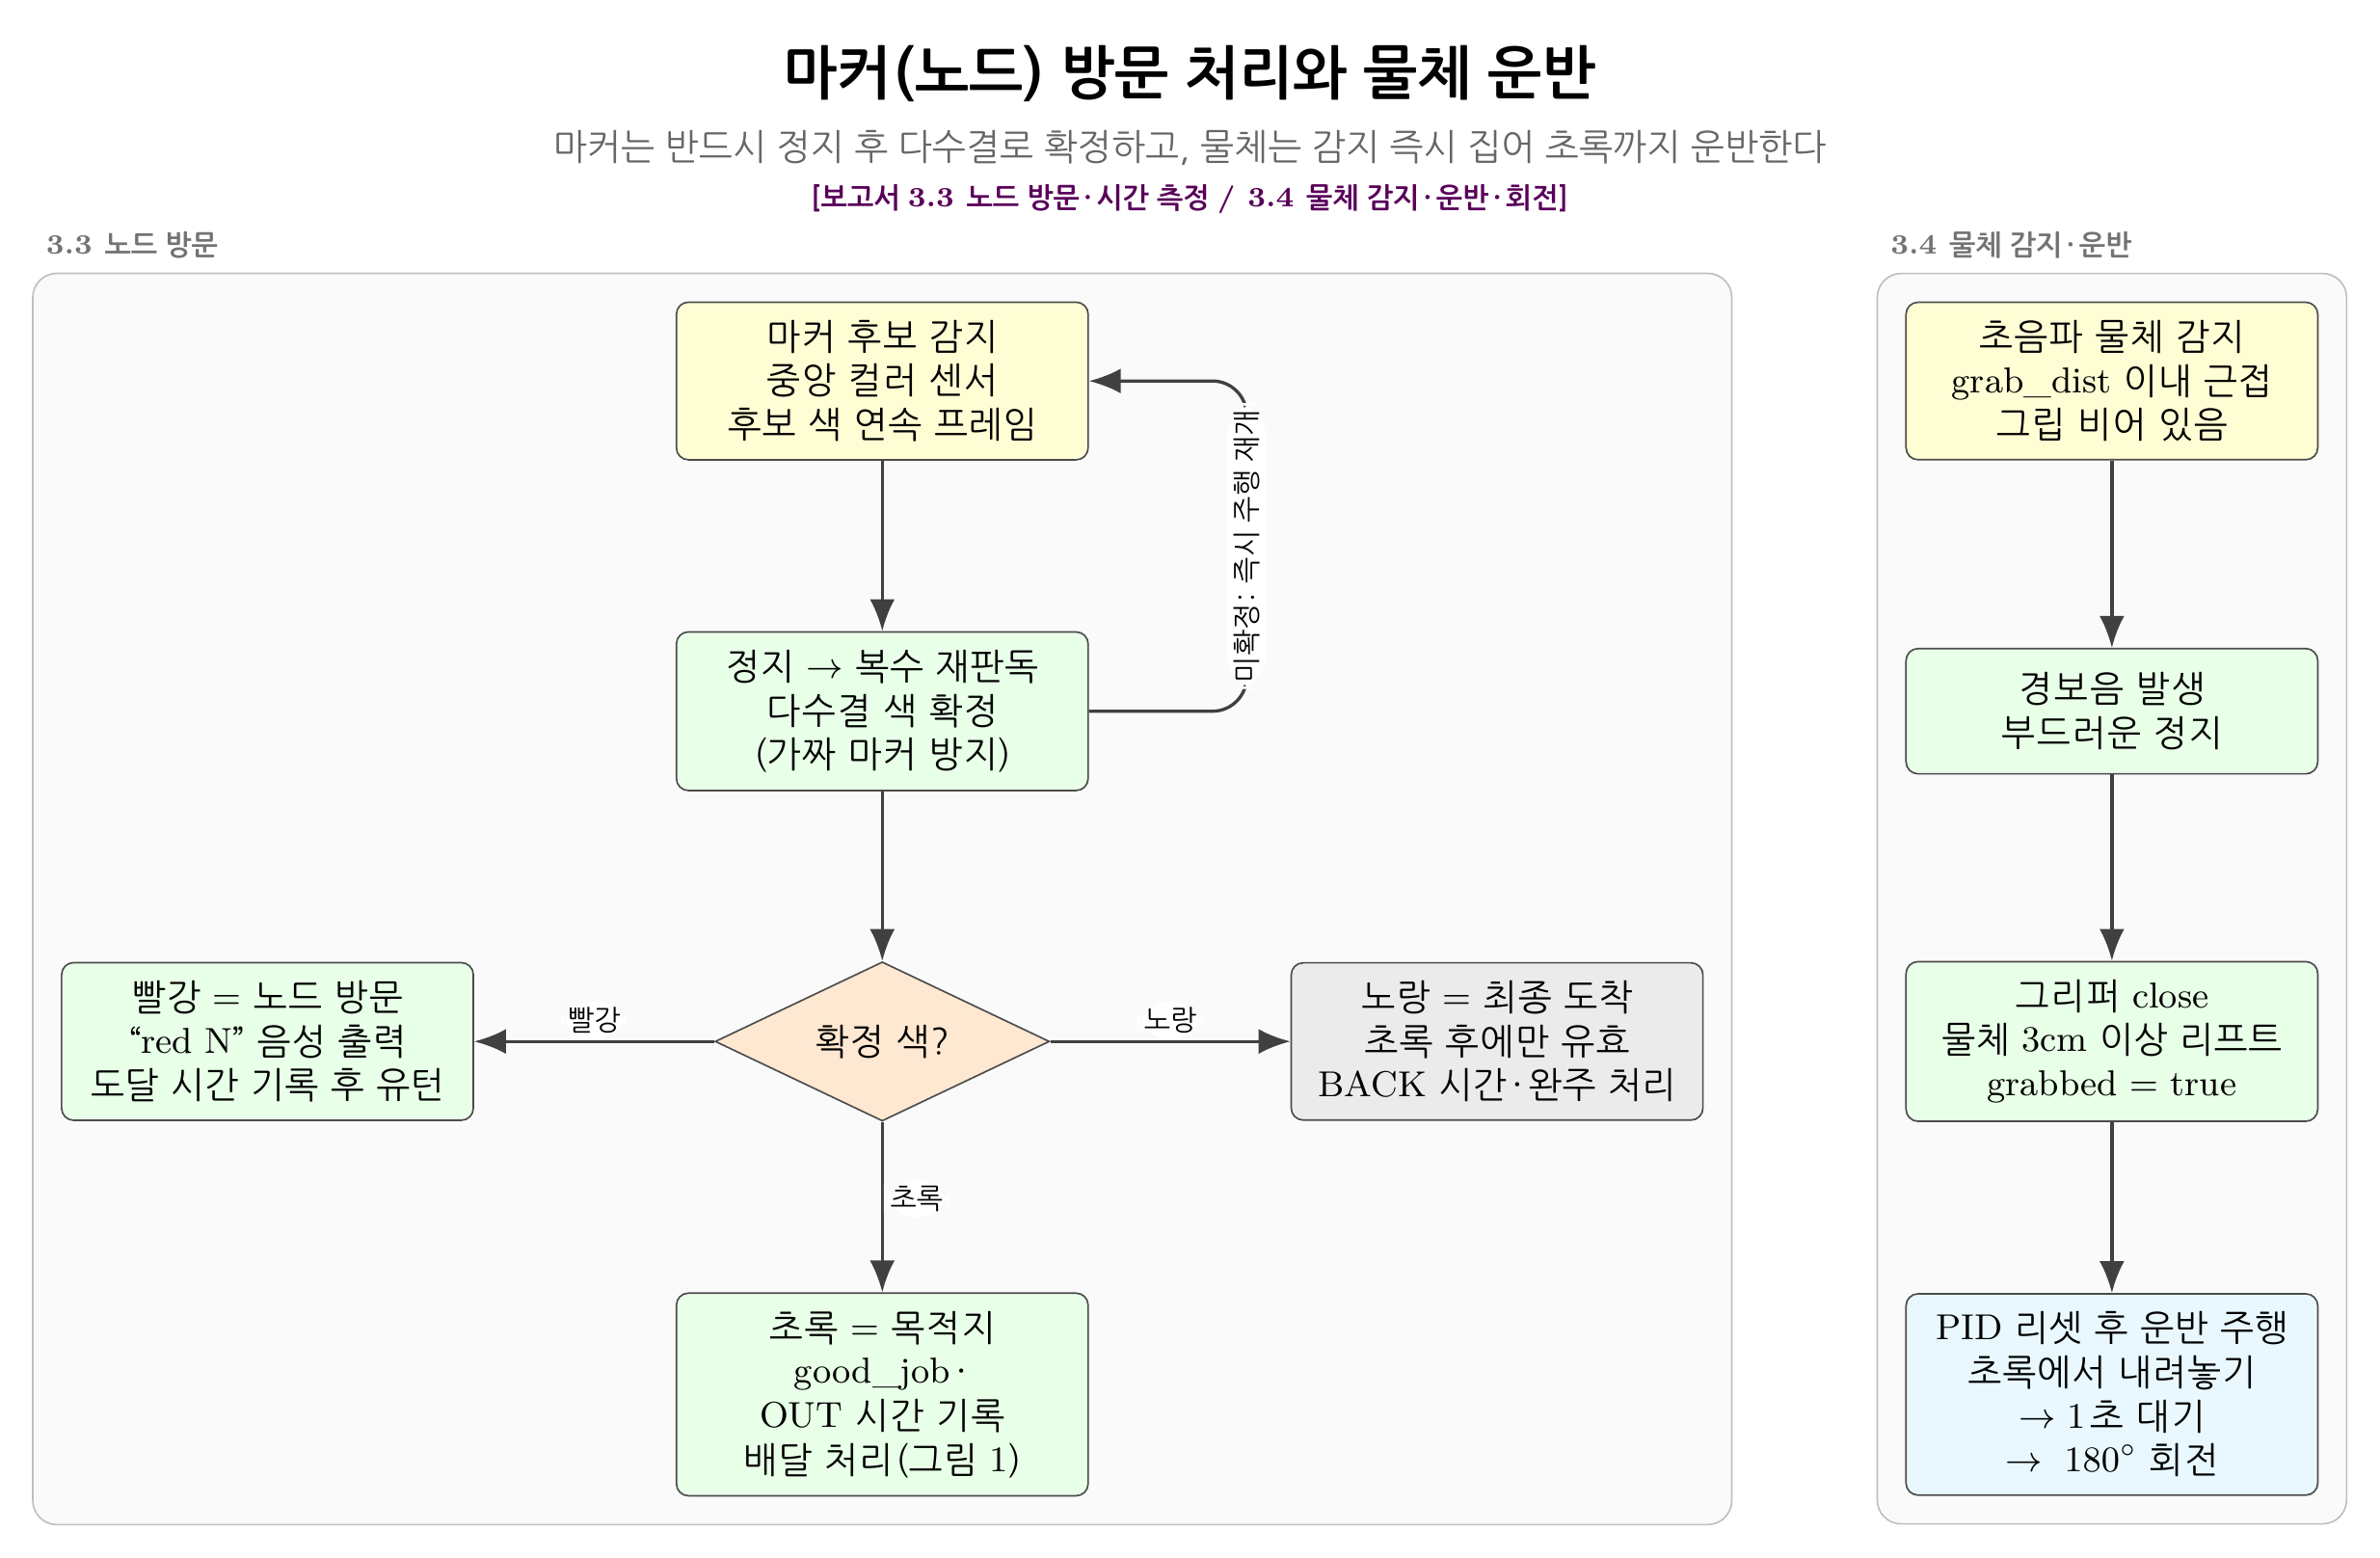 마커(노드) 방문 처리와 물체 운반
마커는 반드시 정지 후 다수결로 확정하고, 물체는 감지 즉시 집어 초록까지 운반한다
[보고서 3.3 노드 방문·시간 측정 / 3.4 물체 감지·운반·회전]
3.3 노드 방문
마커 후보 감지
중앙 컬러 센서
후보 색 연속 프레임
미확정: 즉시 주행 재개
정지 → 복수 재판독
다수결 색 확정
(가짜 마커 방지)
확정 색?
빨강
빨강 = 노드 방문
“red N” 음성 출력
도달 시간 기록 후 유턴
노랑
노랑 = 최종 도착
초록 후에만 유효
BACK 시간·완주 처리
초록
초록 = 목적지
good_job·
OUT 시간 기록
배달 처리(그림 1)
3.4 물체 감지·운반
초음파 물체 감지
grab_dist 이내 근접
그립 비어 있음
경보음 발생
부드러운 정지
그리퍼 close
물체 3cm 이상 리프트
grabbed = true
PID 리셋 후 운반 주행
초록에서 내려놓기
→ 1초 대기
→ 180° 회전